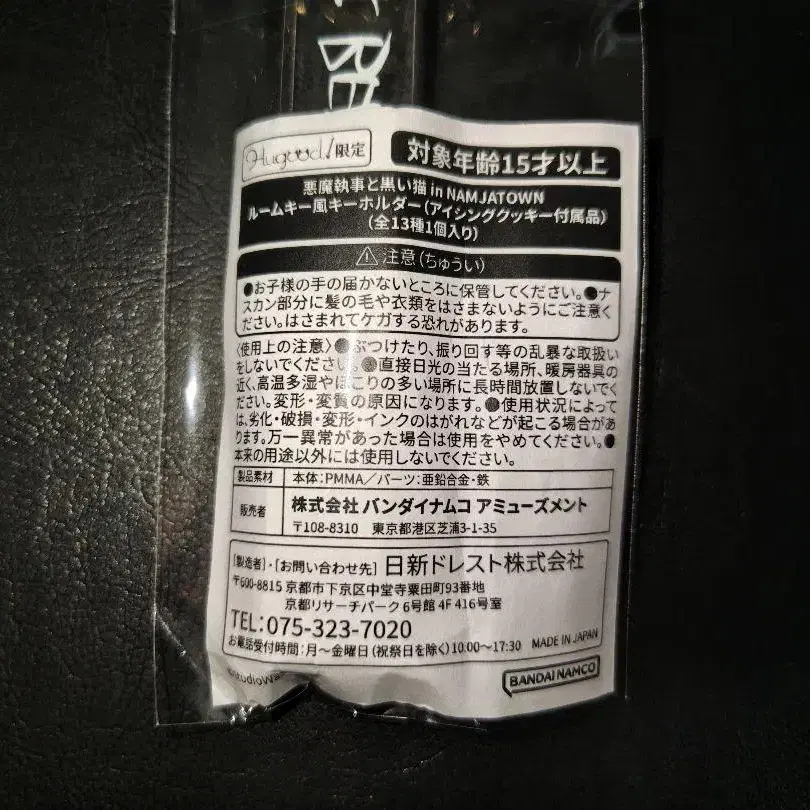 Hugood!限定
対象年齢15才以上
悪魔執事と黒い猫 in NAMJATOWN
ルームキー風キーホルダー(アイシングクッキー付属品)
(全13種1個入り)
⚠注意(ちゅうい)
●お子様の手の届かないところに保管してください。●ナ
スカン部分に髪の毛や衣類をはさまないようにご注意く
ださい。はさまれてケガする恐れがあります。
〈使用上の注意〉●ぶつけたり、振り回す等の乱暴な取扱い
をしないでください。●直接日光の当たる場所、暖房器具の
近く、高温多湿やほこりの多い場所に長時間放置しないでく
ださい。変形・変質の原因になります。●使用状況によって
は、劣化・破損・変形・インクのはがれなどが起こる場合があ
ります。万一異常があった場合は使用をやめてください。●
本来の用途以外には使用しないでください。
製品素材 本体:PMMA/パーツ:亜鉛合金・鉄
販売者 株式会社 バンダイナムコ アミューズメント
〒108-8310 東京都港区芝浦3-1-35
[製造者]・[お問い合わせ先] 日新ドレスト株式会社
〒600-8815 京都市下京区中堂寺粟田町93番地
京都リサーチパーク6号館 4F 416号室
TEL:075-323-7020
お電話受付時間:月〜金曜日(祝祭日を除く)10:00〜17:30 MADE IN JAPAN
BANDAI NAMCO